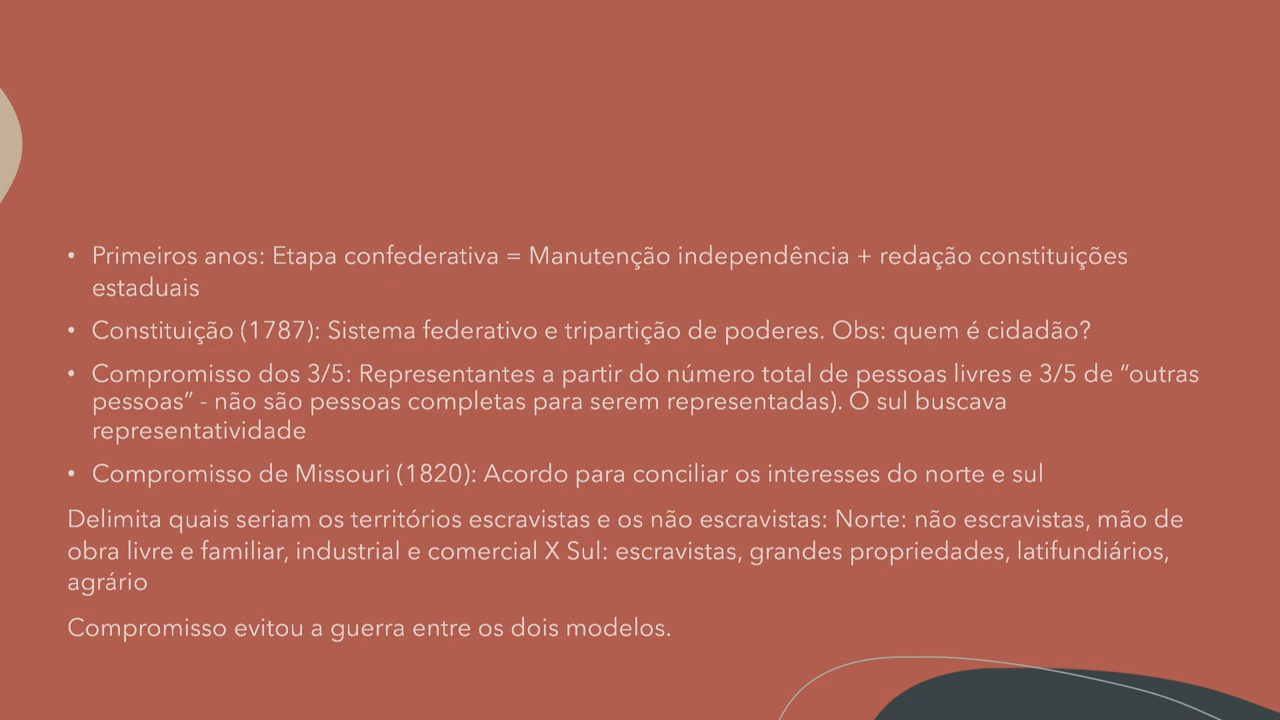 • Primeiros anos: Etapa confederativa = Manutenção independência + redação constituições
estaduais
• Constituição (1787): Sistema federativo e tripartição de poderes. Obs: quem é cidadão?
• Compromisso dos 3/5: Representantes a partir do número total de pessoas livres e 3/5 de “outras
pessoas” - não são pessoas completas para serem representadas). O sul buscava
representatividade
• Compromisso de Missouri (1820): Acordo para conciliar os interesses do norte e sul
Delimita quais seriam os territórios escravistas e os não escravistas: Norte: não escravistas, mão de
obra livre e familiar, industrial e comercial X Sul: escravistas, grandes propriedades, latifundiários,
agrário
Compromisso evitou a guerra entre os dois modelos.